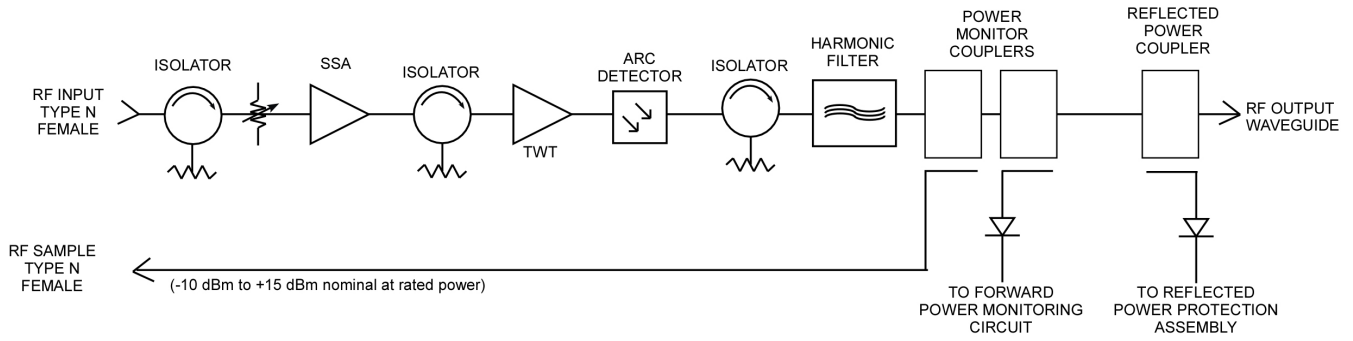 RF INPUT
TYPE N
FEMALE
ISOLATOR
SSA
ISOLATOR
TWT
ARC
DETECTOR
ISOLATOR
HARMONIC
FILTER
POWER
MONITOR
COUPLERS
REFLECTED
POWER
COUPLER
RF OUTPUT
WAVEGUIDE
RF SAMPLE
TYPE N
FEMALE
(-10 dBm to +15 dBm nominal at rated power)
TO FORWARD
POWER MONITORING
CIRCUIT
TO REFLECTED
POWER PROTECTION
ASSEMBLY